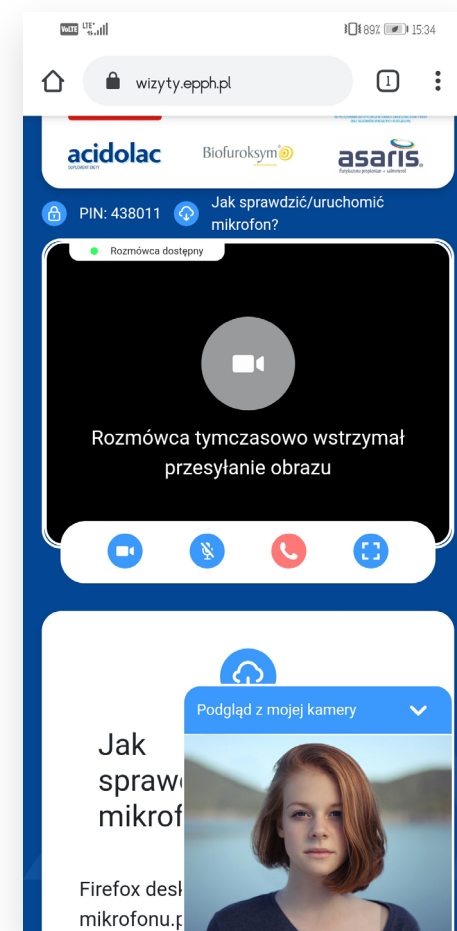 VoLTE LTE+
89% 15:34
wizyty.epph.pl
1
acidolac
SUPLEMENT DIETY
Biofuroksym
asaris®
PIN: 438011
Jak sprawdzić/uruchomić
mikrofon?
Rozmówca dostępny
Rozmówca tymczasowo wstrzymał
przesyłanie obrazu
Podgląd z mojej kamery
Jak
spraw
mikrof
Firefox desk
mikrofonu.p